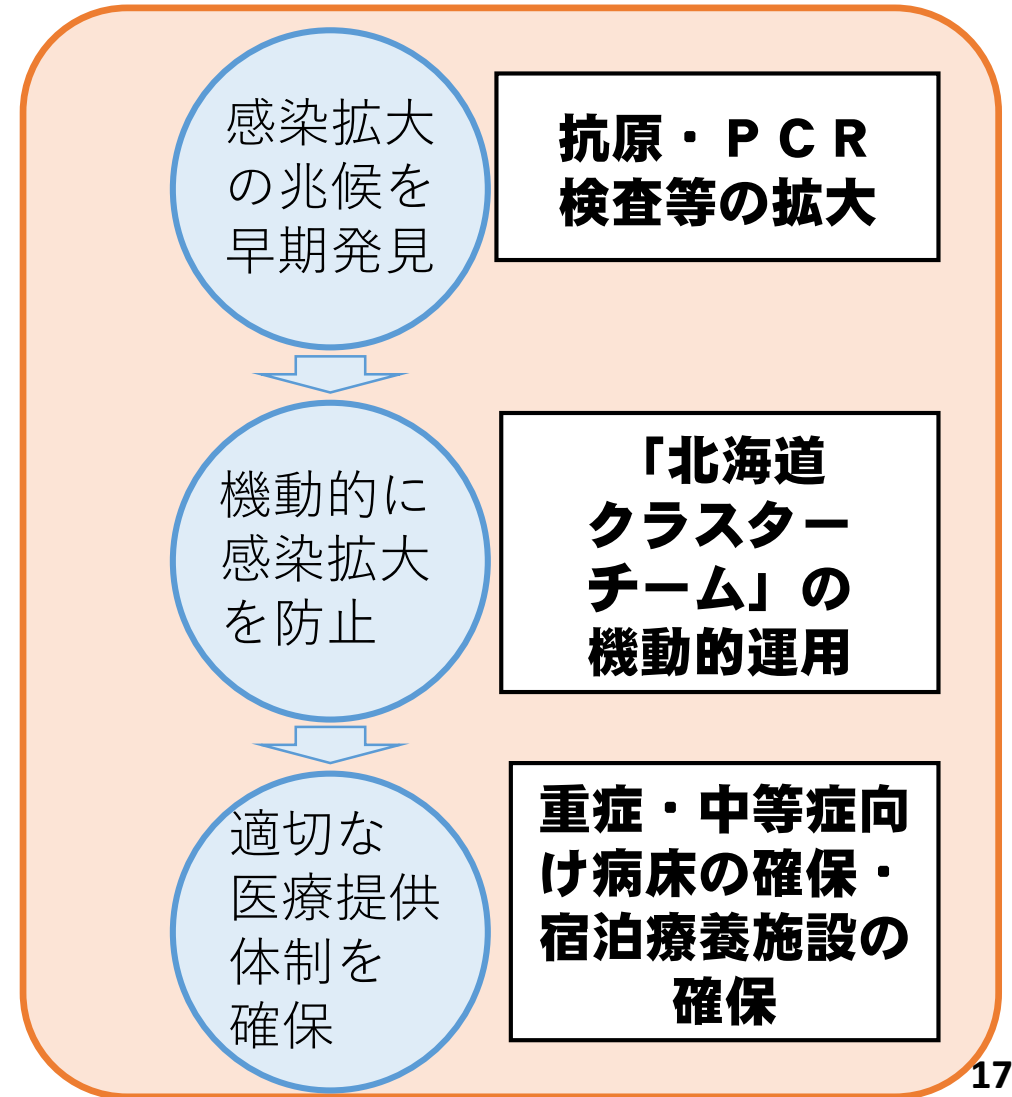 感染拡大
の兆候を
早期発見
抗原・ＰＣＲ
検査等の拡大
機動的に
感染拡大
を防止
「北海道
クラスター
チーム」の
機動的運用
適切な
医療提供
体制を
確保
重症・中等症向
け病床の確保・
宿泊療養施設の
確保
17